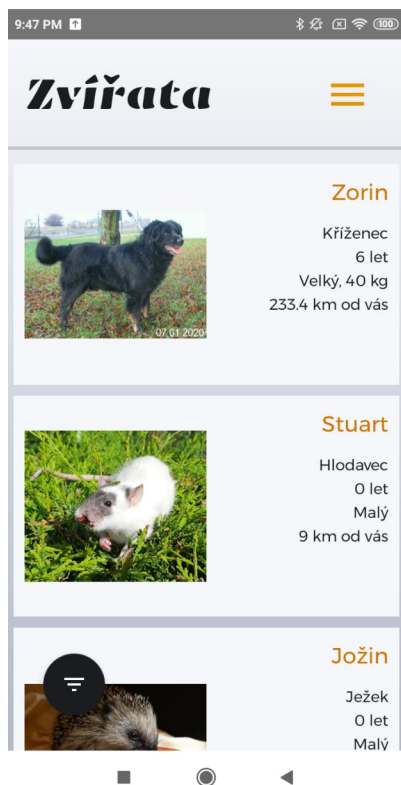 9:47 PM
100
Zvířata
Zorin
Kříženec
6 let
Velký, 40 kg
233.4 km od vás
07.01.2020
Stuart
Hlodavec
0 let
Malý
9 km od vás
Jožin
Ježek
0 let
Malý